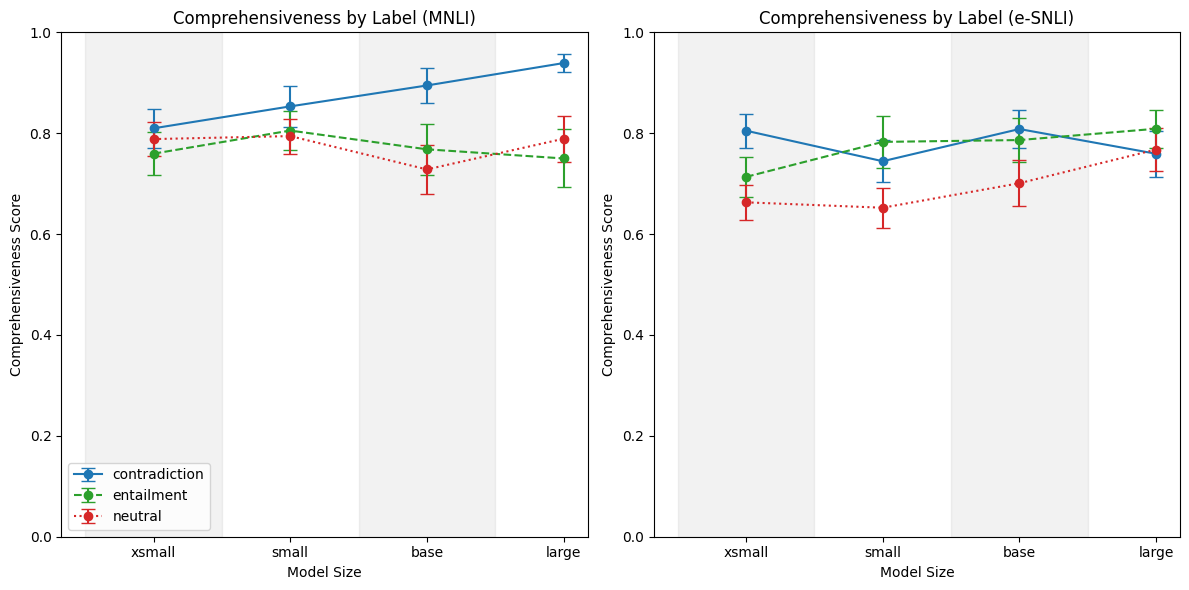 Comprehensiveness by Label (MNLI)
Comprehensiveness Score
1.0
0.8
0.6
0.4
0.2
0.0
contradiction
entailment
neutral
xsmall small base large
Model Size
Comprehensiveness by Label (e-SNLI)
Comprehensiveness Score
1.0
0.8
0.6
0.4
0.2
0.0
xsmall small base large
Model Size